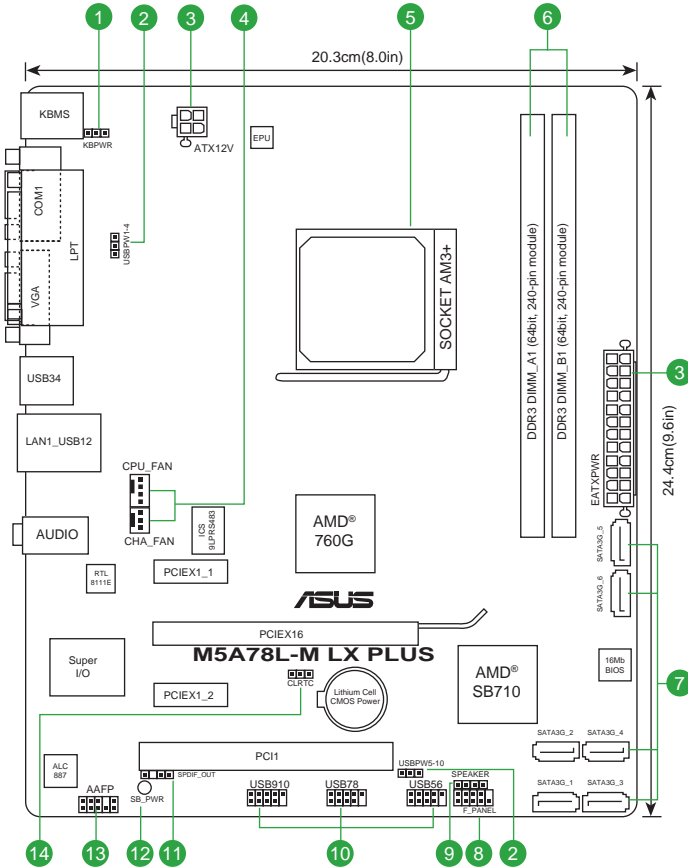 1
2
3
4
5
6
20.3cm(8.0in)
KBMS
KBPWR
ATX12V
EPU
COM1
LPT
VGA
USBPW1-4
SOCKET AM3+
DDR3 DIMM_A1 (64bit, 240-pin module)
DDR3 DIMM_B1 (64bit, 240-pin module)
3
24.4cm(9.6in)
EATXPWR
USB34
LAN1_USB12
CPU_FAN
CHA_FAN
ICS
9LPRS483
AMD®
760G
AUDIO
SATA3G_5
SATA3G_6
RTL
8111E
PCIEX1_1
ASUS
PCIEX16
M5A78L-M LX PLUS
Super
I/O
CLRTC
Lithium Cell
CMOS Power
AMD®
SB710
16Mb
BIOS
7
PCIEX1_2
SATA3G_2
SATA3G_4
PCI1
ALC
887
SPDIF_OUT
USBPW5-10
SPEAKER
AAFP
SB_PWR
USB910
USB78
USB56
F_PANEL
SATA3G_1
SATA3G_3
14
13
12
11
10
9
8
2